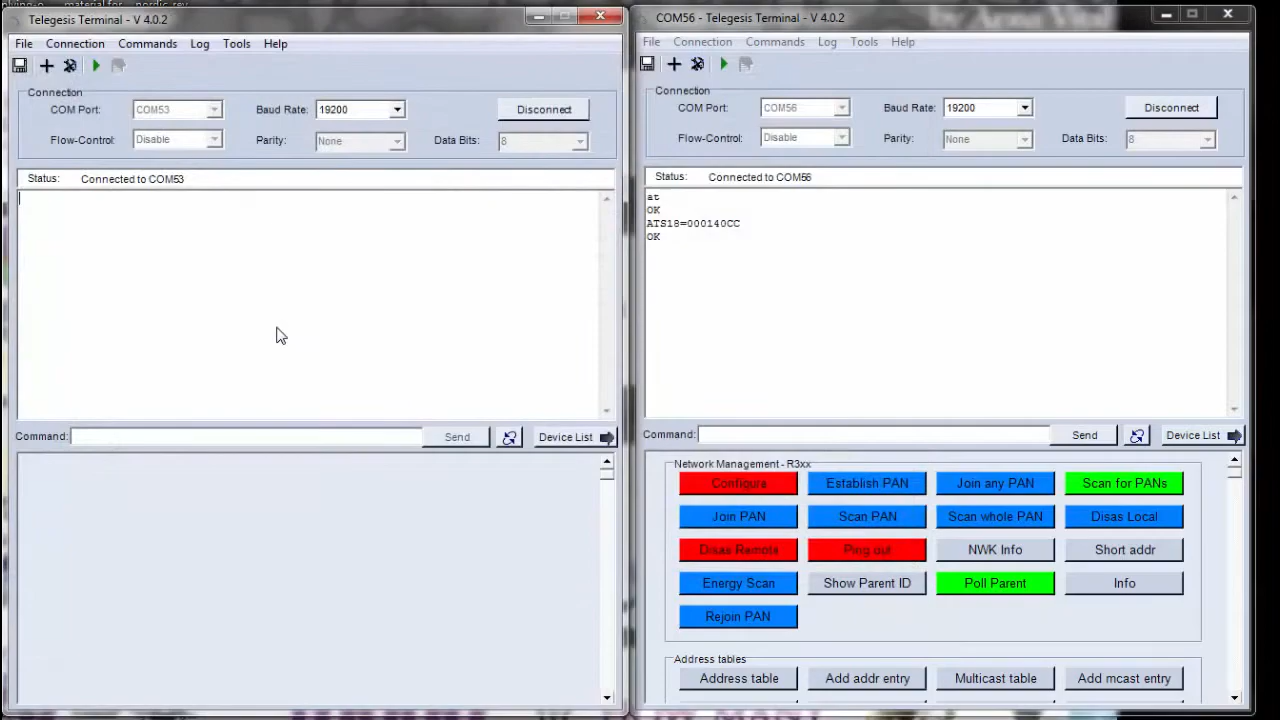 Telegesis Terminal - V 4.0.2
File Connection Commands Log Tools Help
Connection
COM Port: COM53 Baud Rate: 19200 Disconnect
Flow-Control: Disable Parity: None Data Bits: 8
Status: Connected to COM53
Command: Send Device List
COM56 - Telegesis Terminal - V 4.0.2
File Connection Commands Log Tools Help
Connection
COM Port: COM56 Baud Rate: 19200 Disconnect
Flow-Control: Disable Parity: None Data Bits: 8
Status: Connected to COM56
at
OK
ATS18=000140CC
OK
Command: Send Device List
Network Management - R3xx
Configure Establish PAN Join any PAN Scan for PANs
Join PAN Scan PAN Scan whole PAN Disas Local
Disas Remote Ping out NWK Info Short addr
Energy Scan Show Parent ID Poll Parent Info
Rejoin PAN
Address tables
Address table Add addr entry Multicast table Add mcast entry